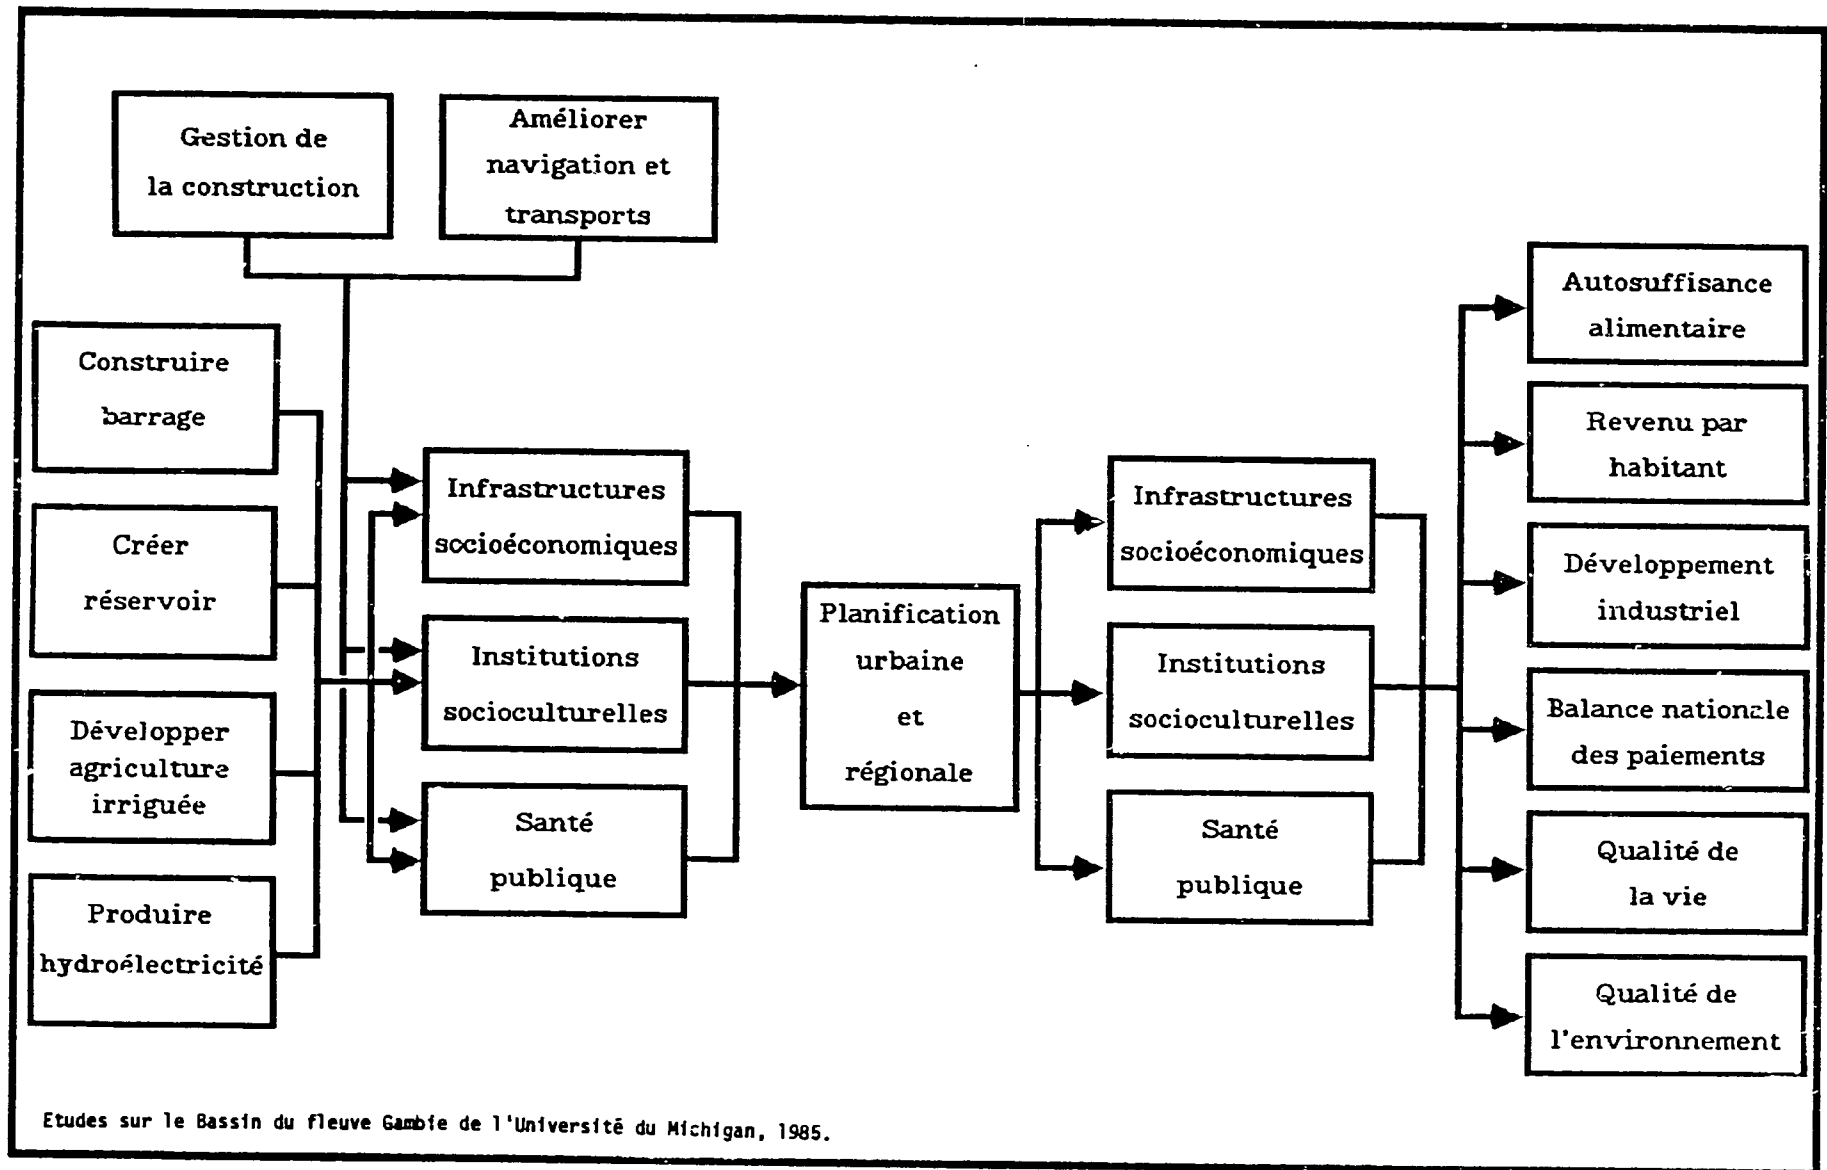 Gestion de
la construction
Améliorer
navigation et
transports
Construire
barrage
Créer
réservoir
Développer
agriculture
irriguée
Produire
hydroélectricité
Infrastructures
socioéconomiques
Institutions
socioculturelles
Santé
publique
Planification
urbaine
et
régionale
Infrastructures
socioéconomiques
Institutions
socioculturelles
Santé
publique
Autosuffisance
alimentaire
Revenu par
habitant
Développement
industriel
Balance nationale
des paiements
Qualité de
la vie
Qualité de
l'environnement
Etudes sur le Bassin du fleuve Gambie de l'Université du Michigan, 1985.